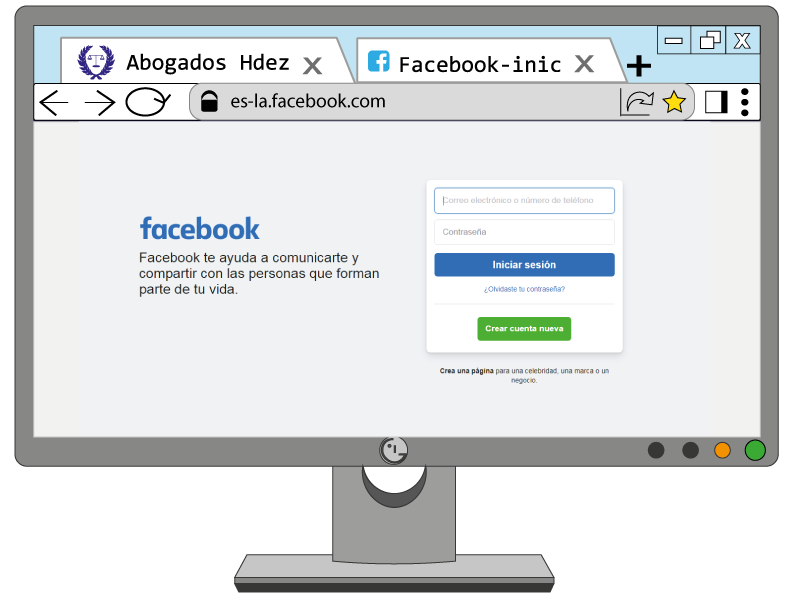 Abogados Hdez X
Facebook-inic X
es-la.facebook.com
facebook
Facebook te ayuda a comunicarte y
compartir con las personas que forman
parte de tu vida.
Correo electrónico o número de teléfono
Contraseña
Iniciar sesión
¿Olvidaste tu contraseña?
Crear cuenta nueva
Crea una página para una celebridad, una marca o un
negocio.